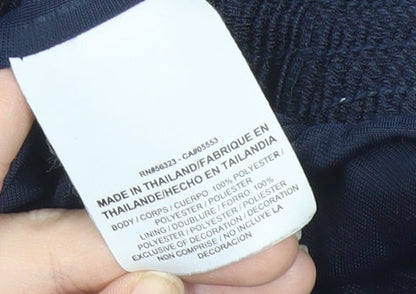 RN#56323 - CA#05553
MADE IN THAILAND/FABRIQUE EN
THAILANDE/HECHO EN TAILANDIA
BODY / CORPS / CUERPO: 100% POLYESTER /
POLYESTER / POLIESTER
LINING / DOUBLURE / FORRO: 100%
POLYESTER / POLYESTER / POLIESTER
EXCLUSIVE OF DECORATION / DECORATION
NON COMPRISE / NO INCLUYE LA
DECORACION